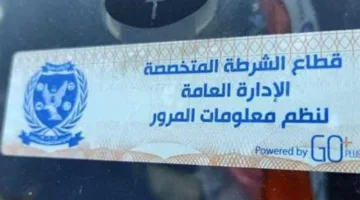 قطاع الشرطة المتخصصة
الإدارة العامة
لنظم معلومات المرور
Powered by GO+